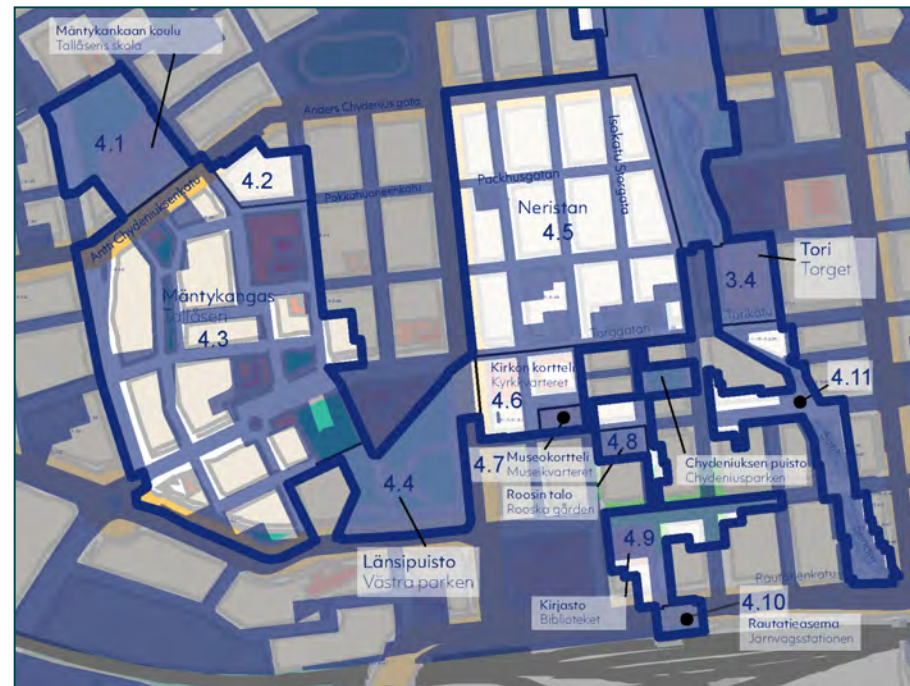 Mäntykankaan koulu
Tallåsens skola
4.1
Anders Chydenius gata
4.2
Antti Chydeniuksenkatu
Pakkahuoneenkatu
Packhusgatan
Isokatu Storgata
Neristan
4.5
Tori
Torget
3.4
Torikatu
Mäntykangas
Tallåsen
4.3
Torggatan
Kirkon kortteli
Kyrkkvarteret
4.6
4.11
4.8
4.7
Museokortteli
Museikvarteret
Chydeniuksen puisto
Chydeniusparken
Roosin talo
Rooska gården
4.4
Länsipuisto
Västra parken
4.9
Kirjasto
Biblioteket
Rautatienkatu
4.10
Rautatieasema
Järnvägsstationen